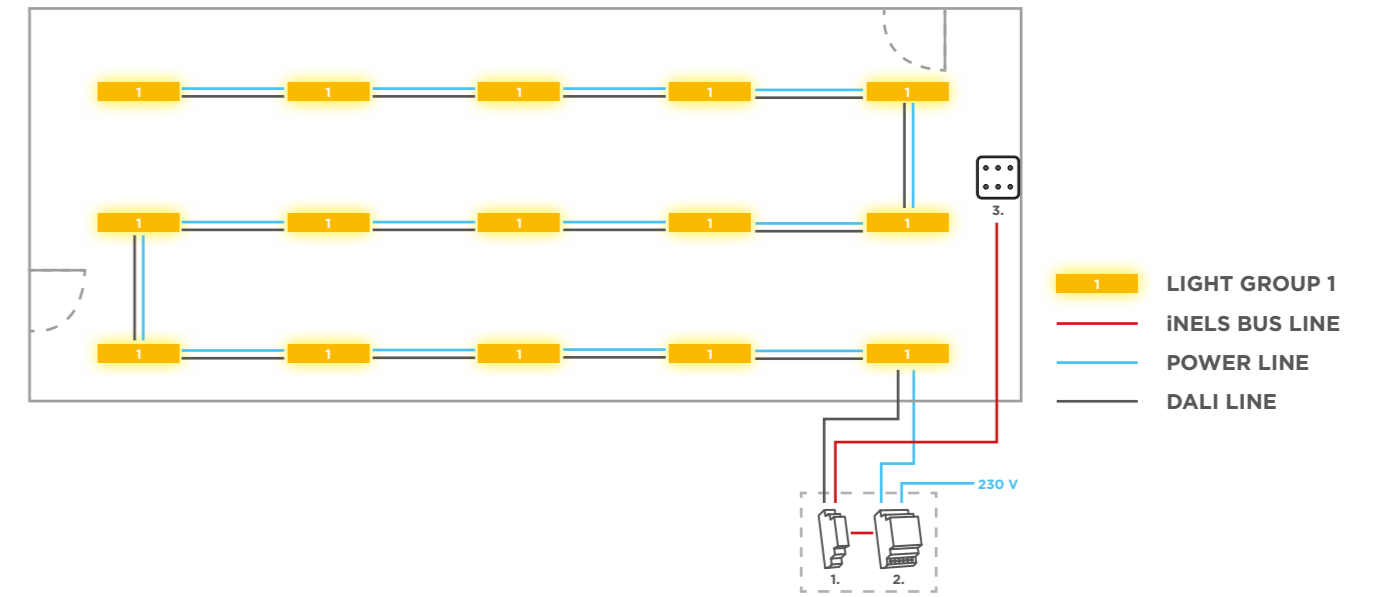 1 1 1 1 1
3.
1 1 1 1 1
1 LIGHT GROUP 1
iNELS BUS LINE
1 1 1 1 1
POWER LINE
DALI LINE
230 V
1. 2.